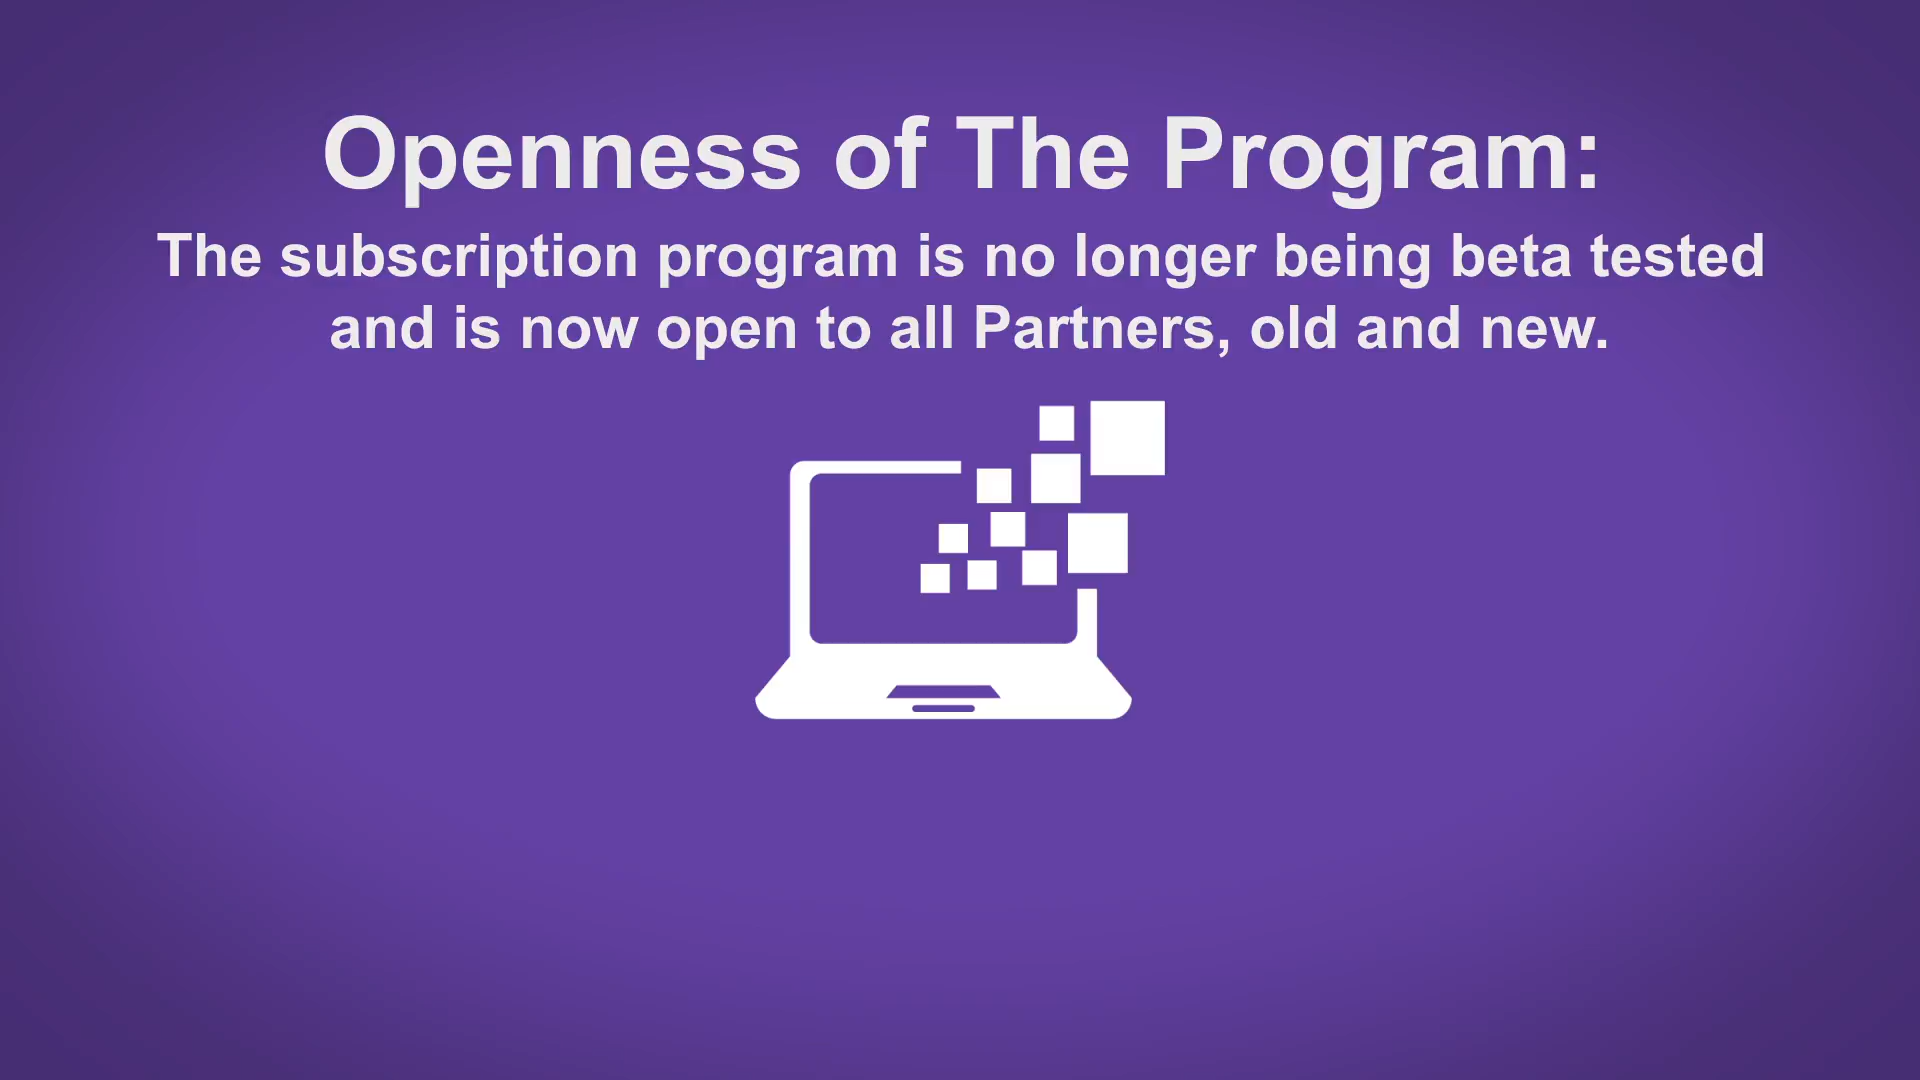 Openness of The Program:
The subscription program is no longer being beta tested
and is now open to all Partners, old and new.